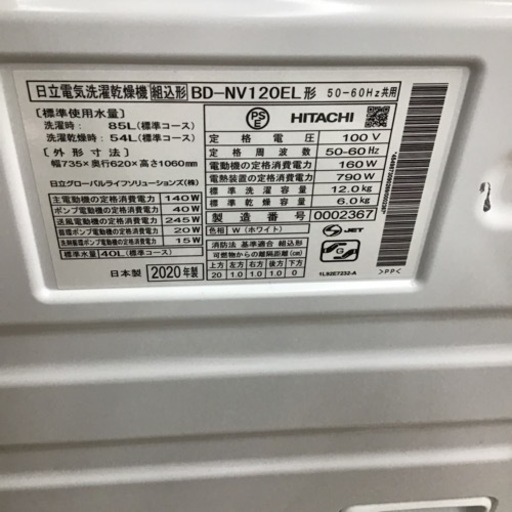 日立電気洗濯乾燥機 組込形 BD-NV120EL形 50-60Hz共用
〔標準使用水量〕
洗濯時： 85L(標準コース)
洗濯乾燥時： 54L(標準コース)
〔外形寸法〕
幅735×奥行620×高さ1060mm
日立グローバルライフソリューションズ(株)
主電動機の定格消費電力 140W
ポンプ電動機の定格消費電力 40W
送風電動機の定格消費電力 245W
循環ポンプ電動機の定格消費電力 20W
15W
標準水量 40L(標準コース)
日本製 2020年製
PSE HITACHI
定格電圧 100V
定格周波数 50-60Hz
電動機の定格消費電力 160W
電熱装置の定格消費電力 790W
標準洗濯容量 12.0kg
標準乾燥容量 6.0kg
製造番号 0002367
色相 W(ホワイト)
消防法 基準適合 組込形
可燃物からの離隔距離(cm)
上方 左方 右方 前方 後方 下方
20 1.0 1.0 1.0 0
S-JET
1L92E7232-A
>PP<